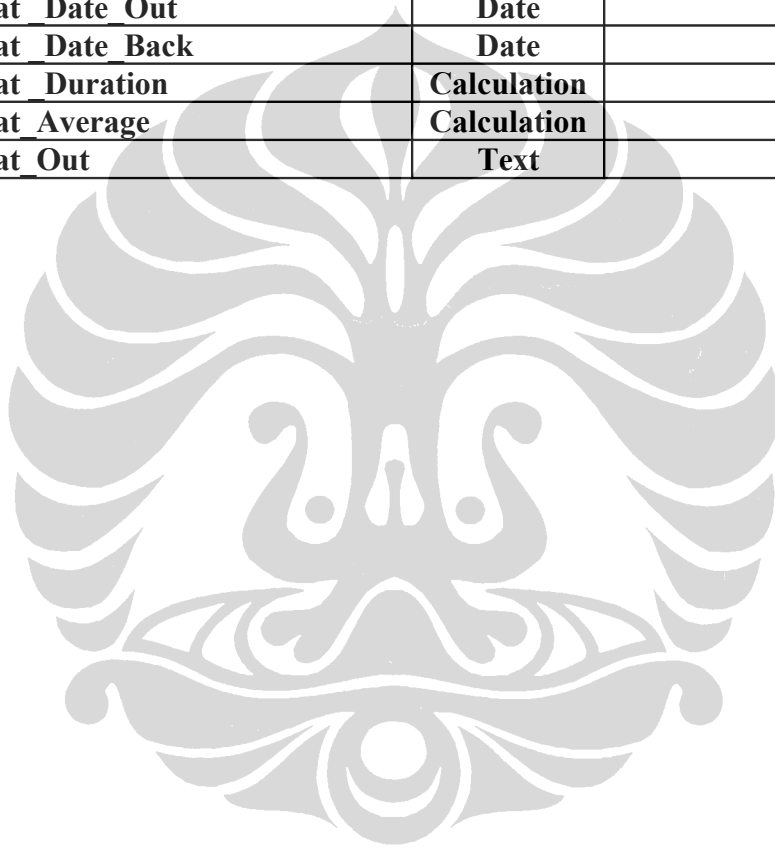 at _Date_Out Date
at _Date_Back Date
at _Duration Calculation
at_Average Calculation
at_Out Text